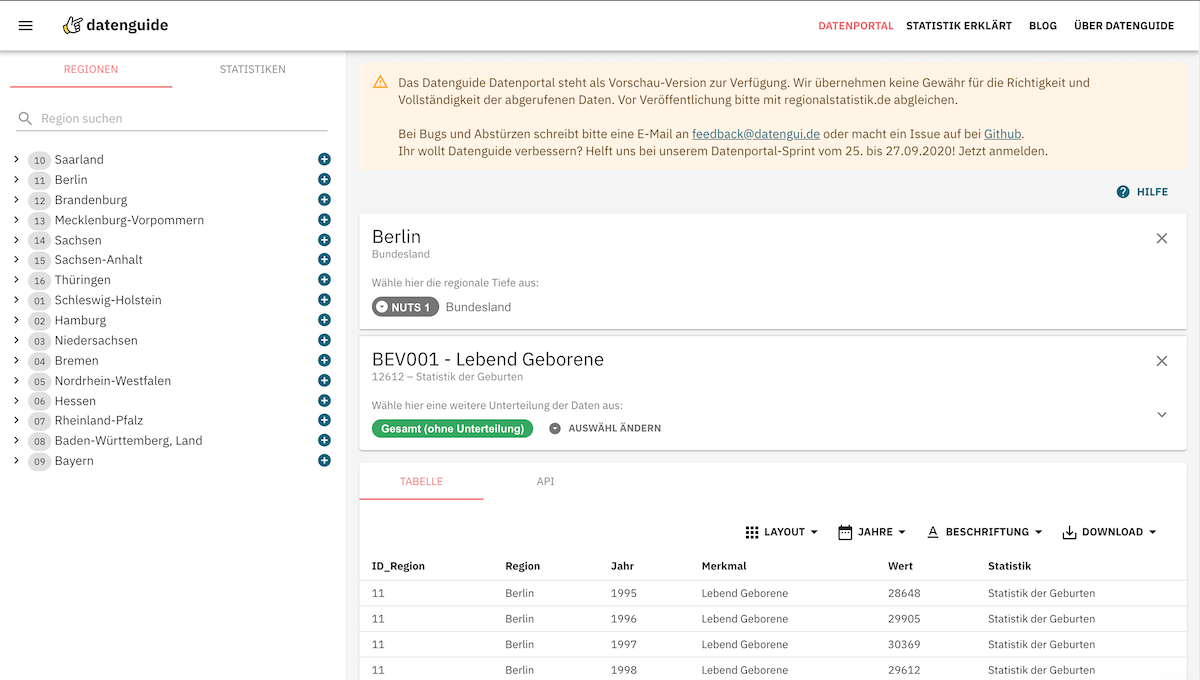 datenguide
DATENPORTAL STATISTIK ERKLÄRT BLOG ÜBER DATENGUIDE
REGIONEN STATISTIKEN
Region suchen
10 Saarland
11 Berlin
12 Brandenburg
13 Mecklenburg-Vorpommern
14 Sachsen
15 Sachsen-Anhalt
16 Thüringen
01 Schleswig-Holstein
02 Hamburg
03 Niedersachsen
04 Bremen
05 Nordrhein-Westfalen
06 Hessen
07 Rheinland-Pfalz
08 Baden-Württemberg, Land
09 Bayern
Das Datenguide Datenportal steht als Vorschau-Version zur Verfügung. Wir übernehmen keine Gewähr für die Richtigkeit und
Vollständigkeit der abgerufenen Daten. Vor Veröffentlichung bitte mit regionalstatistik.de abgleichen.
Bei Bugs und Abstürzen schreibt bitte eine E-Mail an feedback@datengui.de oder macht ein Issue auf bei Github.
Ihr wollt Datenguide verbessern? Helft uns bei unserem Datenportal-Sprint vom 25. bis 27.09.2020! Jetzt anmelden.
HILFE
Berlin
Bundesland
Wähle hier die regionale Tiefe aus:
NUTS 1 Bundesland
BEV001 - Lebend Geborene
12612 – Statistik der Geburten
Wähle hier eine weitere Unterteilung der Daten aus:
Gesamt (ohne Unterteilung) AUSWÄHL ÄNDERN
TABELLE API
LAYOUT JAHRE BESCHRIFTUNG DOWNLOAD
ID_Region Region Jahr Merkmal Wert Statistik
11 Berlin 1995 Lebend Geborene 28648 Statistik der Geburten
11 Berlin 1996 Lebend Geborene 29905 Statistik der Geburten
11 Berlin 1997 Lebend Geborene 30369 Statistik der Geburten
11 Berlin 1998 Lebend Geborene 29612 Statistik der Geburten